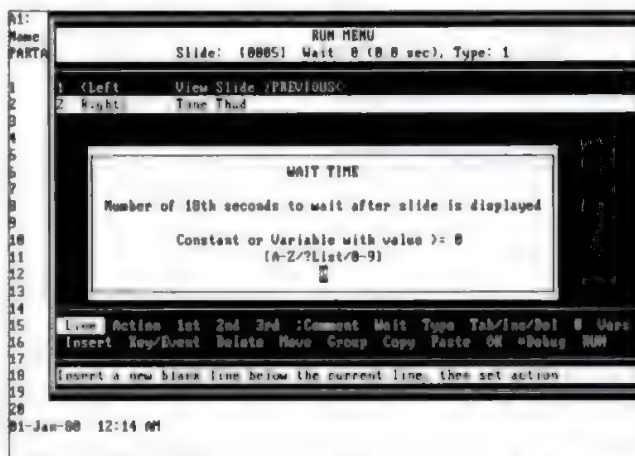 A1:
Name
PARTA
RUN MENU
Slide: [0005] Wait 0 (0.0 sec), Type: 1
1 <Left View Slide >PREVIOUS<
2 Right Tune Thud
WAIT TIME
Number of 10th seconds to wait after slide is displayed
Constant or Variable with value >= 0
[A-Z/?List/0-9]
Line Action 1st 2nd 3rd ;Comment Wait Type Tab/Ins/Del # Vars
Insert Key/Event Delete Move Group Copy Paste OK *Debug RUN
Insert a new blank line below the current line, then set action
1
2
3
4
5
6
7
8
9
10
11
12
13
14
15
16
17
18
19
20
01-Jan-80 12:14 AM